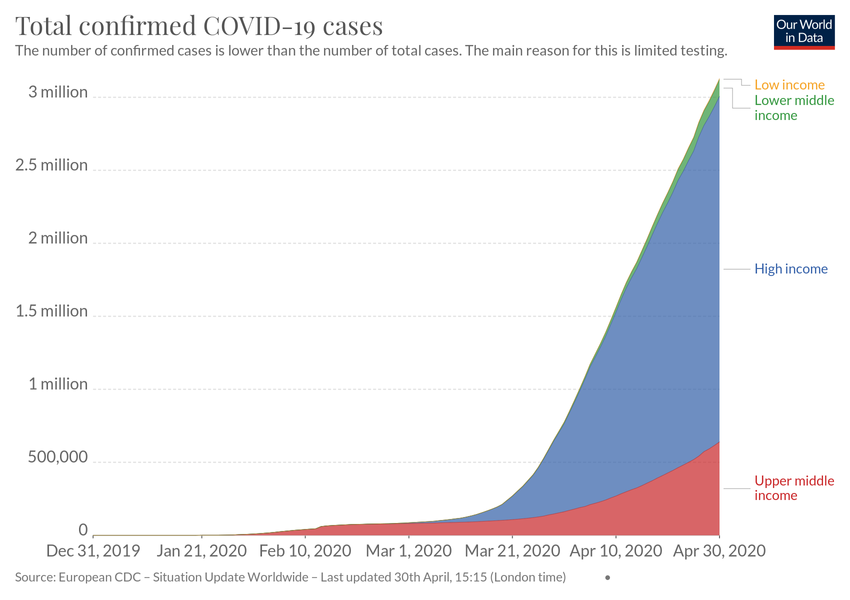 Total confirmed COVID-19 cases
The number of confirmed cases is lower than the number of total cases. The main reason for this is limited testing.
Our World
in Data
3 million
2.5 million
2 million
1.5 million
1 million
500,000
0
Low income
Lower middle
income
High income
Upper middle
income
Dec 31, 2019 Jan 21, 2020 Feb 10, 2020 Mar 1, 2020 Mar 21, 2020 Apr 10, 2020 Apr 30, 2020
Source: European CDC – Situation Update Worldwide – Last updated 30th April, 15:15 (London time) •